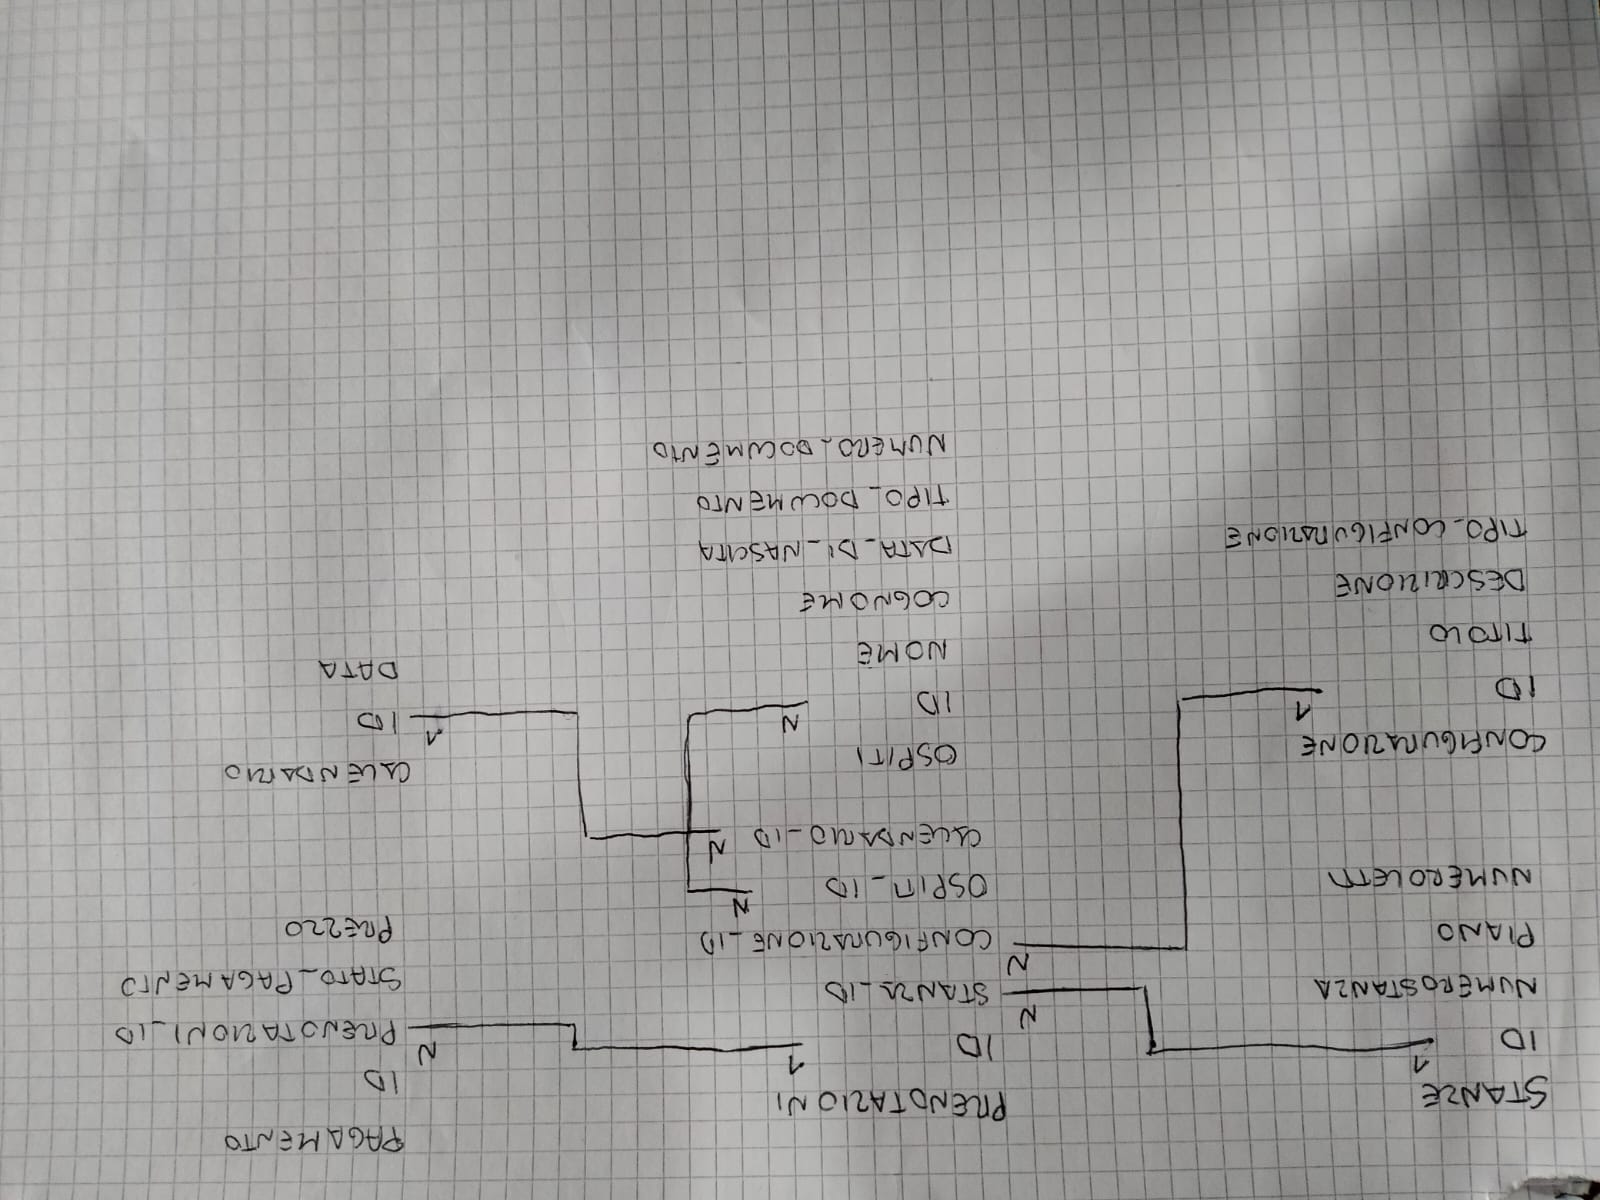 STANZE
ID 1
NUMEROSTANZA
PIANO
NUMEROLETTI
CONFIGURAZIONE
ID 1
TITOLO
DESCRIZIONE
TIPO_CONFIGURAZIONE
PRENOTAZIONI
ID 1
N STANZA_ID
N CONFIGURAZIONE_ID
OSPITI_ID N
CALENDARIO_ID N
OSPITI
ID N
NOME
COGNOME
DATA_DI_NASCITA
TIPO_DOCUMENTO
NUMERO_DOCUMENTO
PAGAMENTO
ID
N PRENOTAZIONI_ID
STATO_PAGAMENTO
PREZZO
CALENDARIO
1 ID
DATA